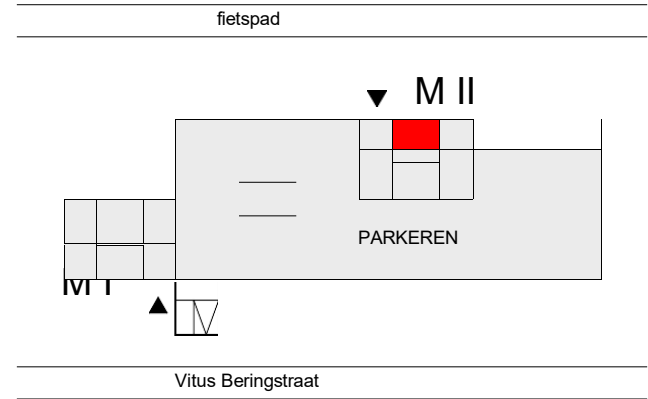 fietspad
M II
PARKEREN
M I
Vitus Beringstraat